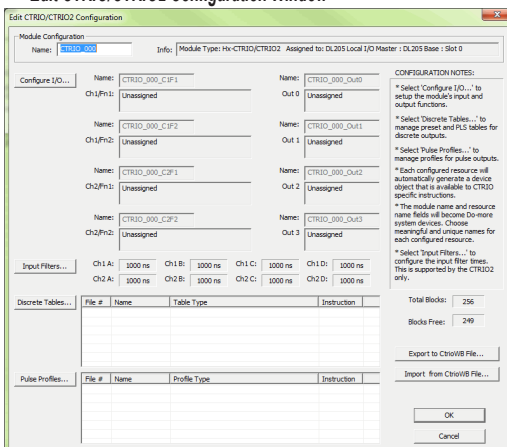 Edit CTRIO/CTRIO2 Configuration Window
Edit CTRIO/CTRIO2 Configuration
Module Configuration
Name: CTRIO_000 Info: Module Type: Hx-CTRIO/CTRIO2 Assigned to: DL205 Local I/O Master : DL205 Base : Slot 0
Configure I/O...
Name: CTRIO_000_C1F1 Name: CTRIO_000_Out0
Ch1/Fn1: Unassigned Out 0 Unassigned
Name: CTRIO_000_C1F2 Name: CTRIO_000_Out1
Ch1/Fn2: Unassigned Out 1 Unassigned
Name: CTRIO_000_C2F1 Name: CTRIO_000_Out2
Ch2/Fn1: Unassigned Out 2 Unassigned
Name: CTRIO_000_C2F2 Name: CTRIO_000_Out3
Ch2/Fn2: Unassigned Out 3 Unassigned
Input Filters...
Ch1 A: 1000 ns Ch1 B: 1000 ns Ch1 C: 1000 ns Ch1 D: 1000 ns
Ch2 A: 1000 ns Ch2 B: 1000 ns Ch2 C: 1000 ns Ch2 D: 1000 ns
CONFIGURATION NOTES:
* Select 'Configure I/O...' to
setup the module's input and
output functions.
* Select 'Discrete Tables...' to
manage preset and PLS tables for
discrete outputs.
* Select 'Pulse Profiles...' to
manage profiles for pulse outputs.
* Each configured resource will
automatically generate a device
object that is available to CTRIO
specific instructions.
* The module name and resource
name fields will become Do-more
system devices. Choose
meaningful and unique names for
each configured resource.
* Select 'Input Filters...' to
configure the input filter times.
This is supported by the CTRIO2
only.
Discrete Tables...
File # Name Table Type Instruction
Total Blocks: 256
Blocks Free: 249
Export to CtrioWB File...
Import from CtrioWB File...
Pulse Profiles...
File # Name Profile Type Instruction
OK
Cancel